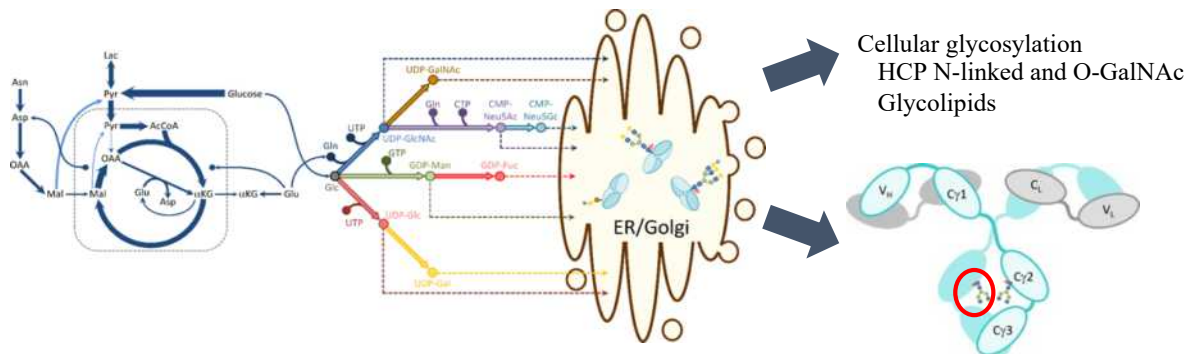 Lac
Asn
Asp
OAA
Mal
Pyr
Glucose
Pyr
AcCoA
OAA
Mal
Glu
Asp
αKG
αKG
Glu
Gln
UTP
Glc
UTP
UDP-GalNAc
Gln
CTP
CMP-
Neu5Ac
CMP-
Neu5Gc
UDP-GlcNAc
GTP
GDP-Man
GDP-Fuc
UDP-Glc
UDP-Gal
ER/Golgi
Cellular glycosylation
HCP N-linked and O-GalNAc
Glycolipids
VH
Cγ1
CL
VL
Cγ2
Cγ3